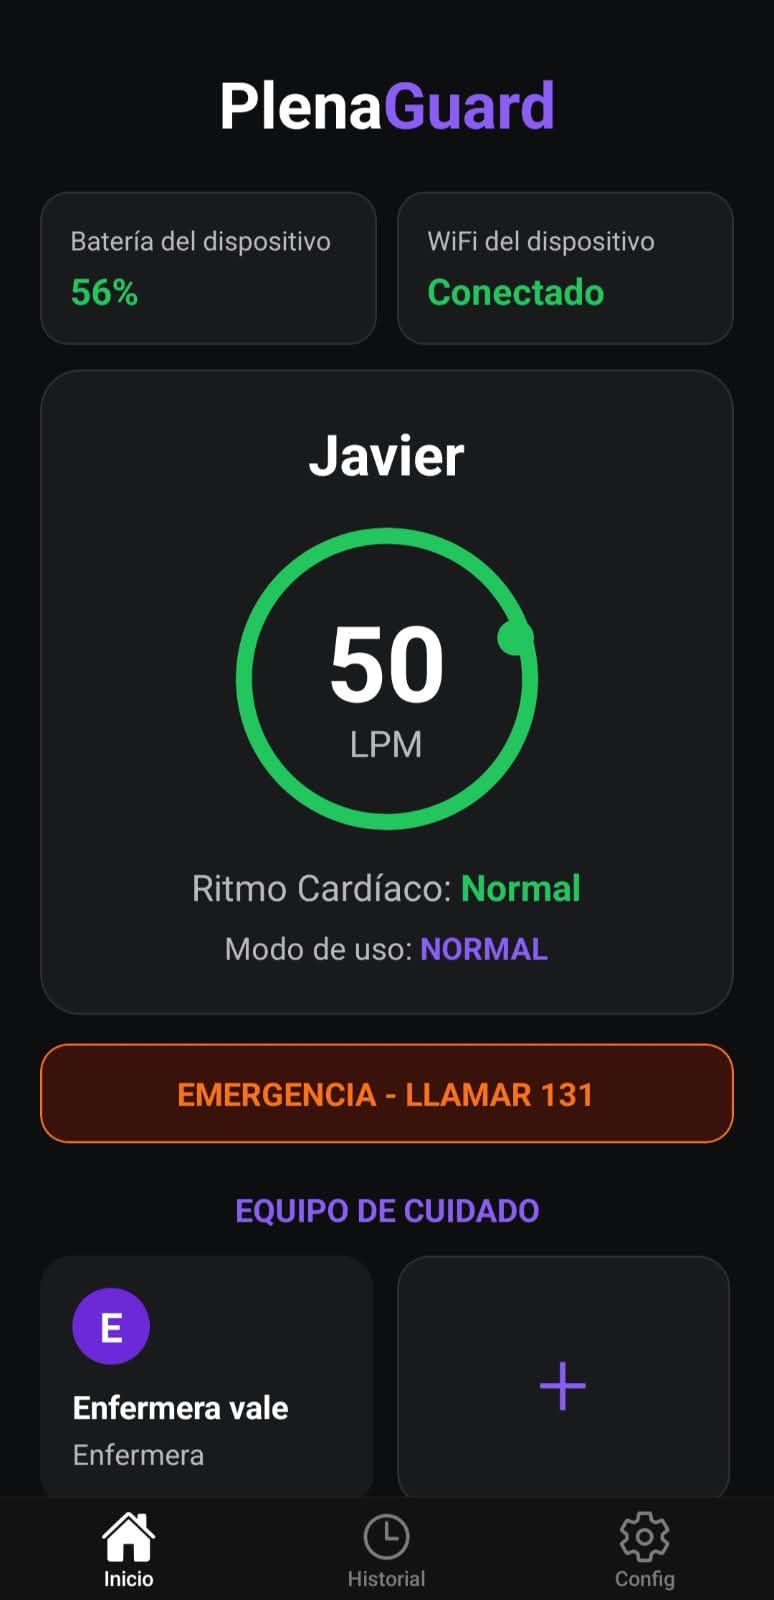 PlenaGuard
Batería del dispositivo
56%
WiFi del dispositivo
Conectado
Javier
50
LPM
Ritmo Cardíaco: Normal
Modo de uso: NORMAL
EMERGENCIA - LLAMAR 131
EQUIPO DE CUIDADO
E
Enfermera vale
Enfermera
+
Inicio
Historial
Config